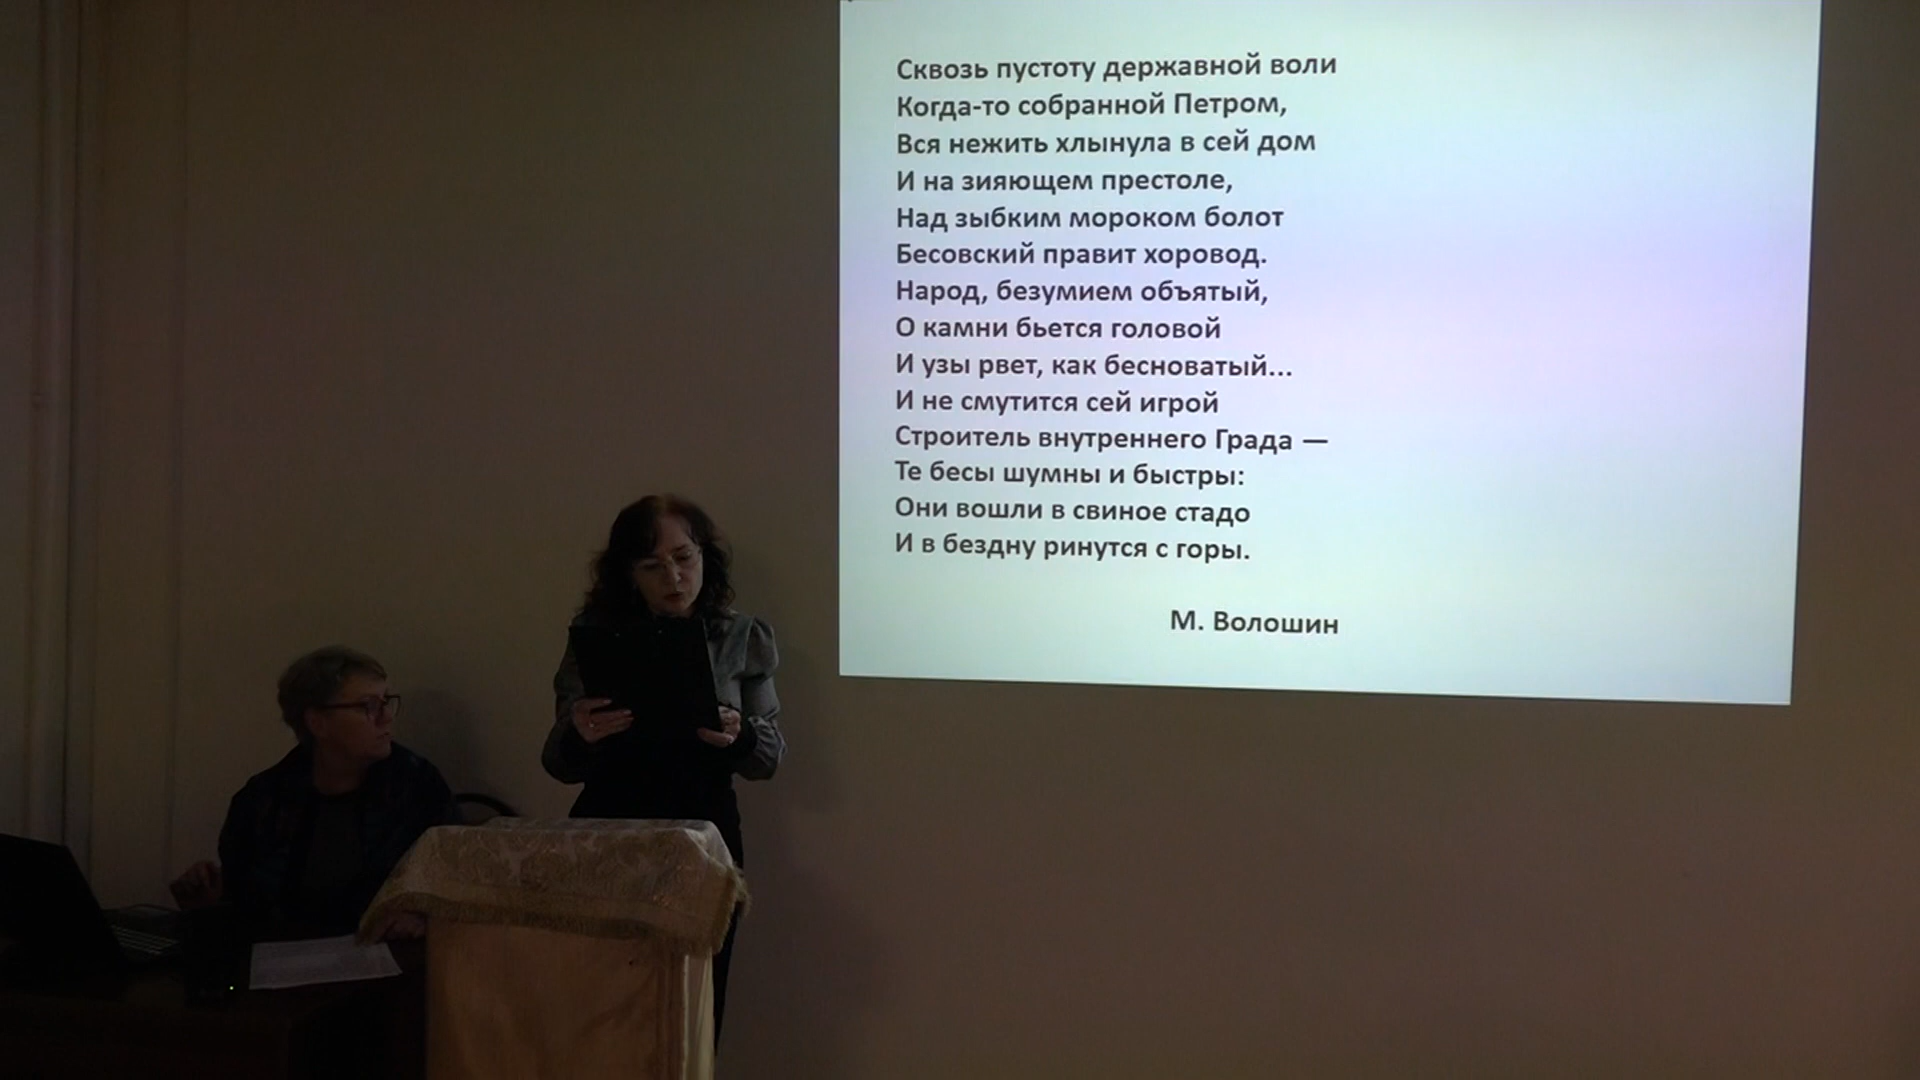 Сквозь пустоту державной воли
Когда-то собранной Петром,
Вся нежить хлынула в сей дом
И на зияющем престоле,
Над зыбким мороком болот
Бесовский правит хоровод.
Народ, безумием объятый,
О камни бьется головой
И узы рвет, как бесноватый...
И не смутится сей игрой
Строитель внутреннего Града —
Те бесы шумны и быстры:
Они вошли в свиное стадо
И в бездну ринутся с горы.
М. Волошин